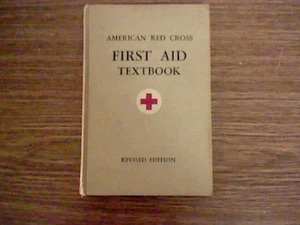 AMERICAN RED CROSS
FIRST AID
TEXTBOOK
REVISED EDITION